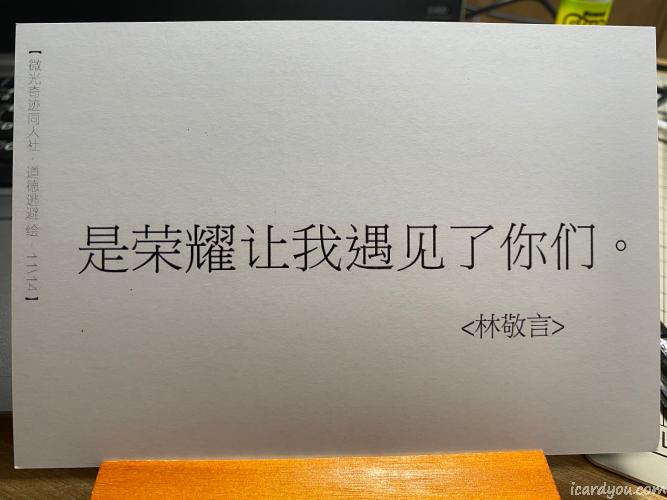 【微光奇迹同人社·道德逃避 绘 11\14】
是荣耀让我遇见了你们。
<林敬言>
icardyou.com